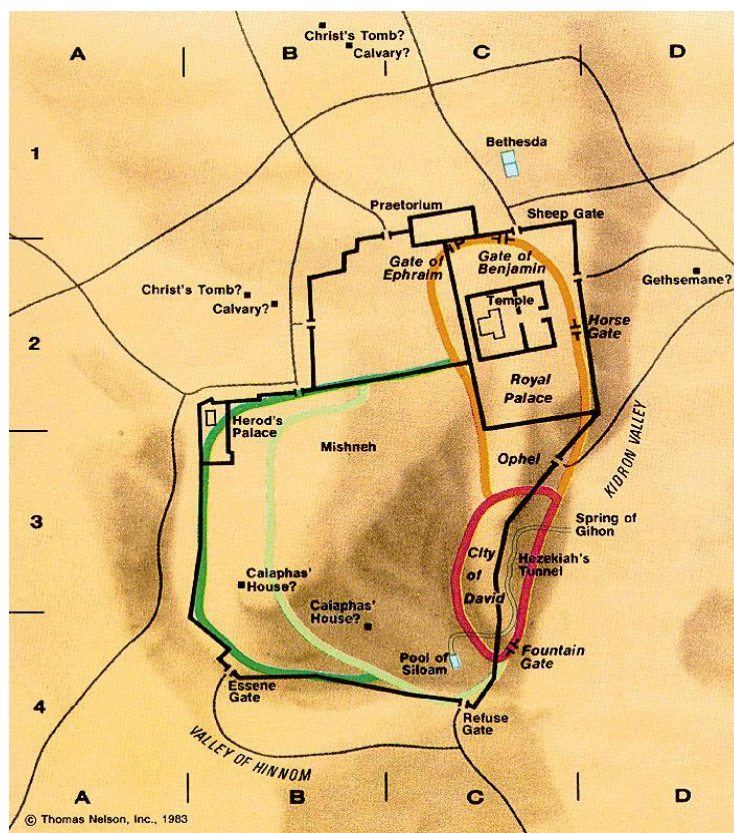 Christ's Tomb?
Calvary?
A
B
C
D
1
Bethesda
Praetorium
Sheep Gate
Gate of
Ephraim
Gate of
Benjamin
Christ's Tomb?
Calvary?
Gethsemane?
Temple
Horse
Gate
2
Royal
Palace
Herod's
Palace
Mishneh
Ophel
KIDRON VALLEY
3
Spring of
Gihon
City
of
David
Hezekiah's
Tunnel
Caiaphas'
House?
Caiaphas'
House?
Pool of
Siloam
Fountain
Gate
Essene
Gate
4
Refuse
Gate
VALLEY OF HINNOM
A
B
C
D
© Thomas Nelson, Inc., 1983